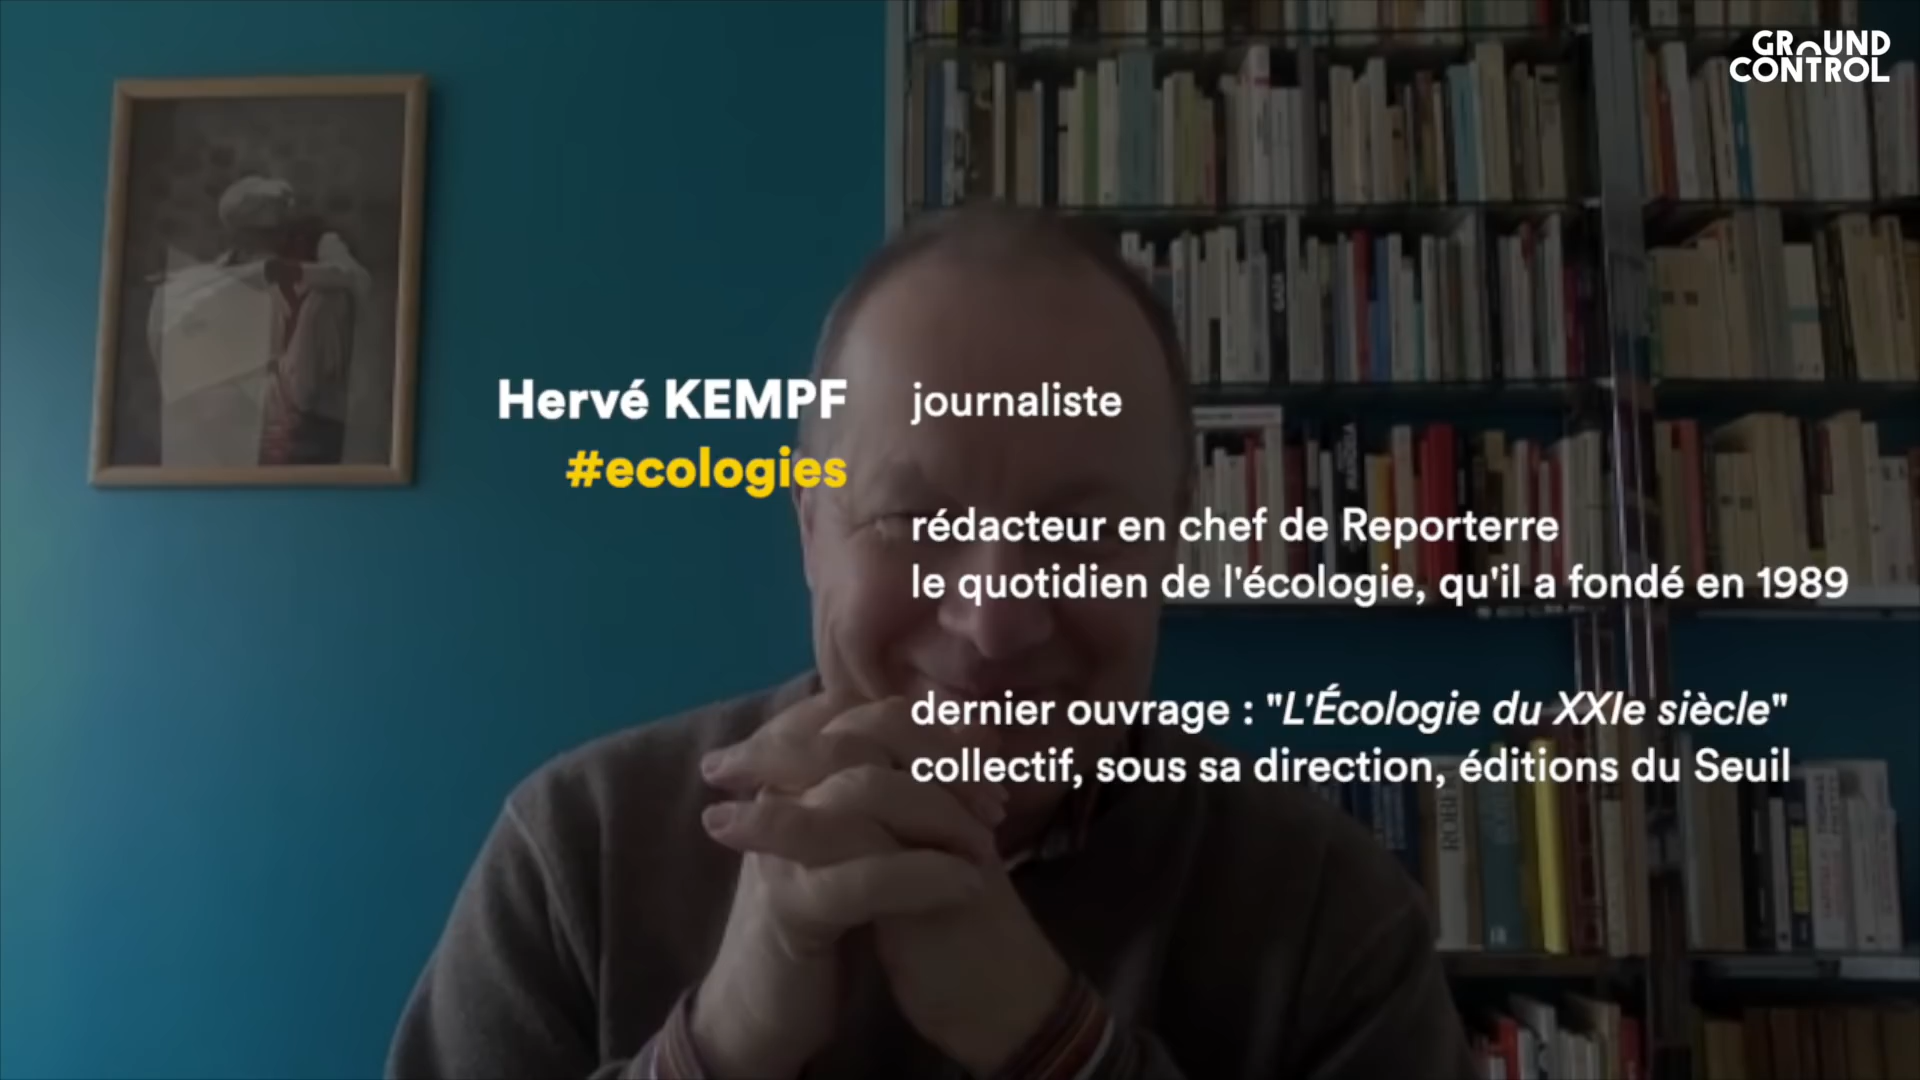 GROUND
CONTROL
Hervé KEMPF
#ecologies
journaliste
rédacteur en chef de Reporterre
le quotidien de l'écologie, qu'il a fondé en 1989
dernier ouvrage : "L'Écologie du XXIe siècle"
collectif, sous sa direction, éditions du Seuil